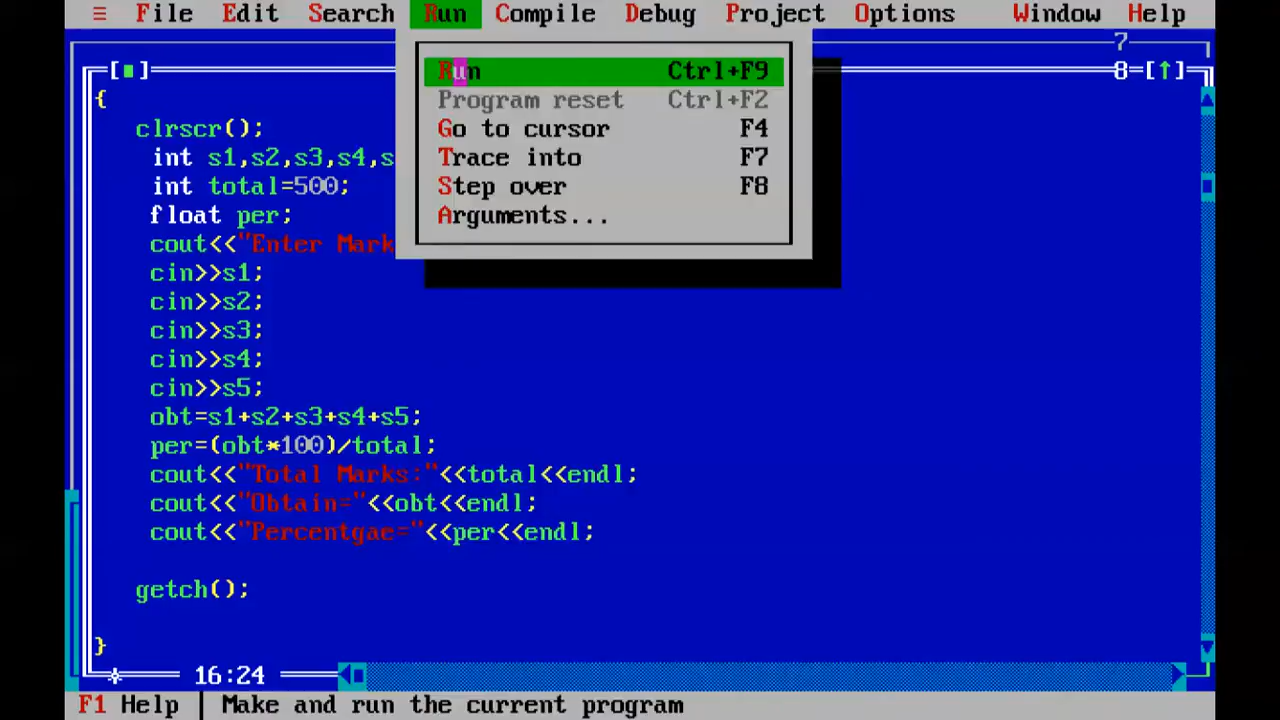 ≡ File Edit Search Run Compile Debug Project Options Window Help
7
[■] 8=[↑]
Run Ctrl+F9
Program reset Ctrl+F2
Go to cursor F4
Trace into F7
Step over F8
Arguments...
{
clrscr();
int s1,s2,s3,s4,s
int total=500;
float per;
cout<<"Enter Mark
cin>>s1;
cin>>s2;
cin>>s3;
cin>>s4;
cin>>s5;
obt=s1+s2+s3+s4+s5;
per=(obt*100)/total;
cout<<"Total Marks:"<<total<<endl;
cout<<"Obtain="<<obt<<endl;
cout<<"Percentgae="<<per<<endl;
getch();
}
16:24
F1 Help │ Make and run the current program